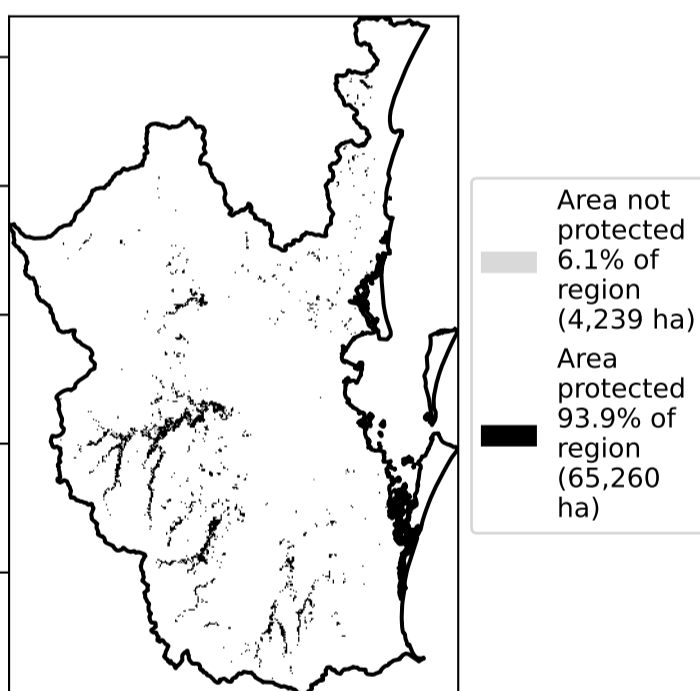 Area not
protected
6.1% of
region
(4,239 ha)
Area
protected
93.9% of
region
(65,260
ha)